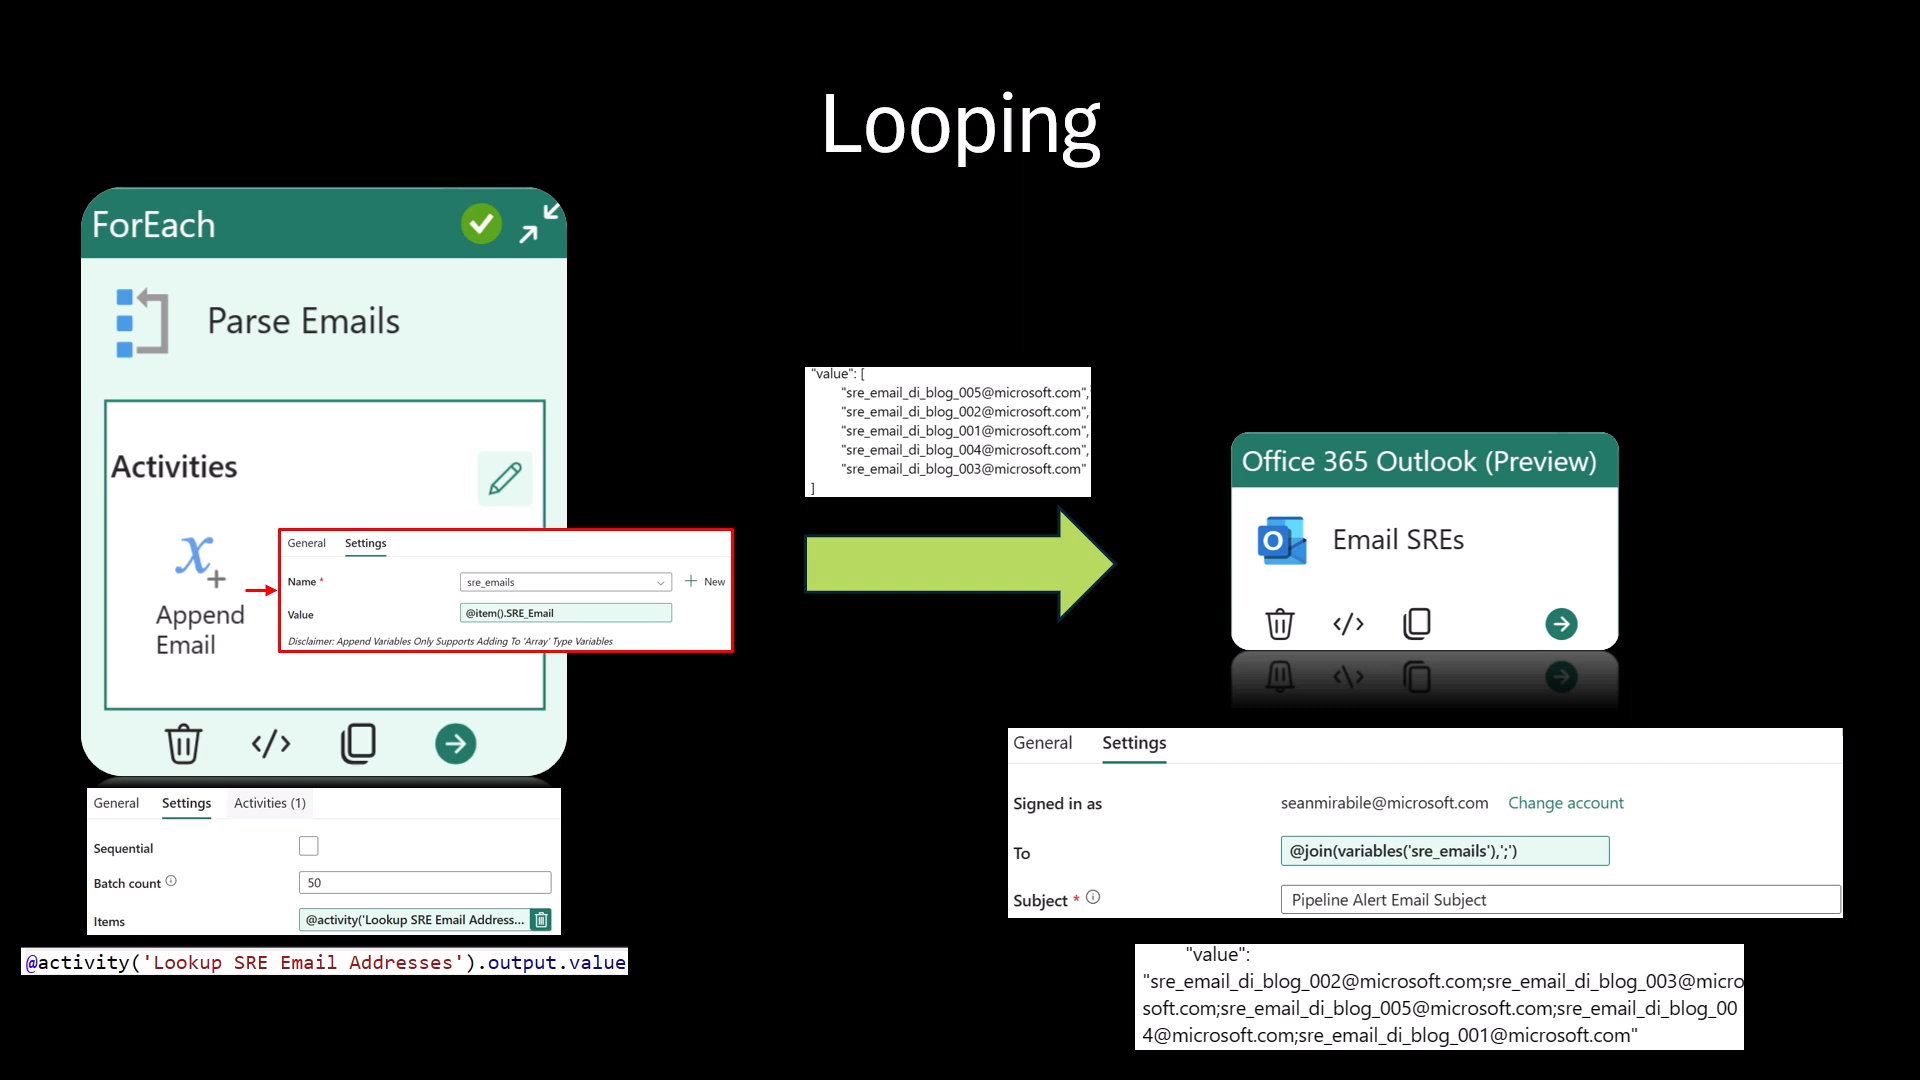 Looping
ForEach
Parse Emails
Activities
Append
Email
General Settings
Name * sre_emails New
Value @item().SRE_Email
Disclaimer: Append Variables Only Supports Adding To 'Array' Type Variables
General Settings Activities (1)
Sequential
Batch count 50
Items @activity('Lookup SRE Email Address...
@activity('Lookup SRE Email Addresses').output.value
"value": [
"sre_email_di_blog_005@microsoft.com",
"sre_email_di_blog_002@microsoft.com",
"sre_email_di_blog_001@microsoft.com",
"sre_email_di_blog_004@microsoft.com",
"sre_email_di_blog_003@microsoft.com"
]
Office 365 Outlook (Preview)
Email SREs
General Settings
Signed in as seanmirabile@microsoft.com Change account
To @join(variables('sre_emails'),';')
Subject * Pipeline Alert Email Subject
"value":
"sre_email_di_blog_002@microsoft.com;sre_email_di_blog_003@micro
soft.com;sre_email_di_blog_005@microsoft.com;sre_email_di_blog_00
4@microsoft.com;sre_email_di_blog_001@microsoft.com"